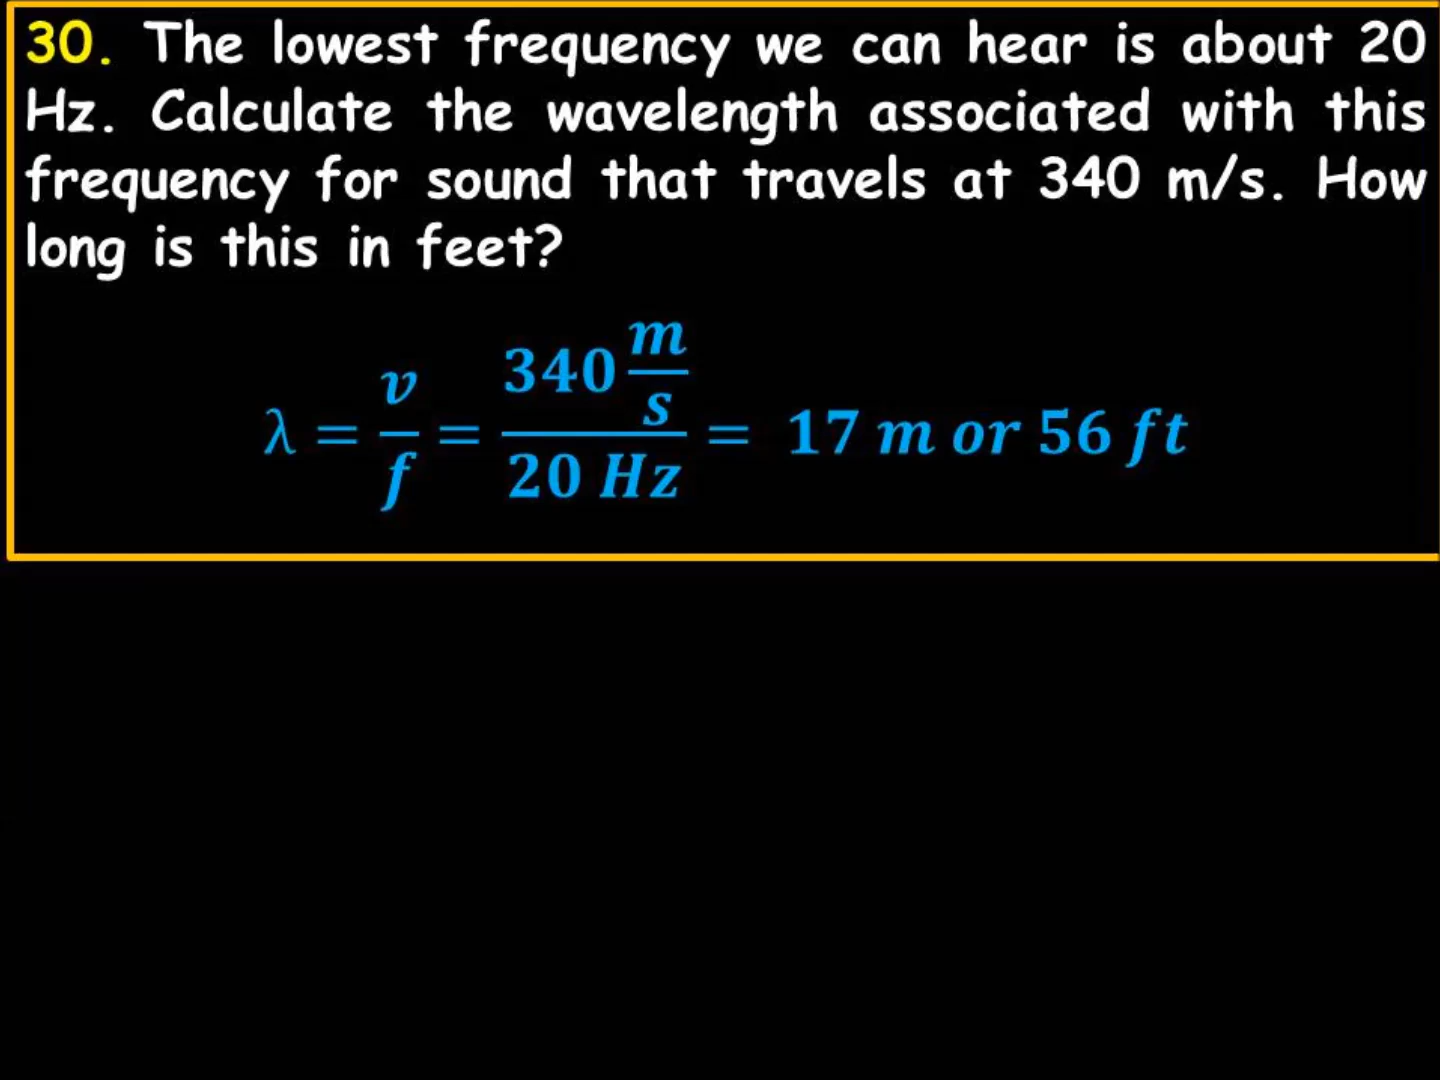 30. The lowest frequency we can hear is about 20
Hz. Calculate the wavelength associated with this
frequency for sound that travels at 340 m/s. How
long is this in feet?
λ = v/f = 340 m/s / 20 Hz = 17 m or 56 ft